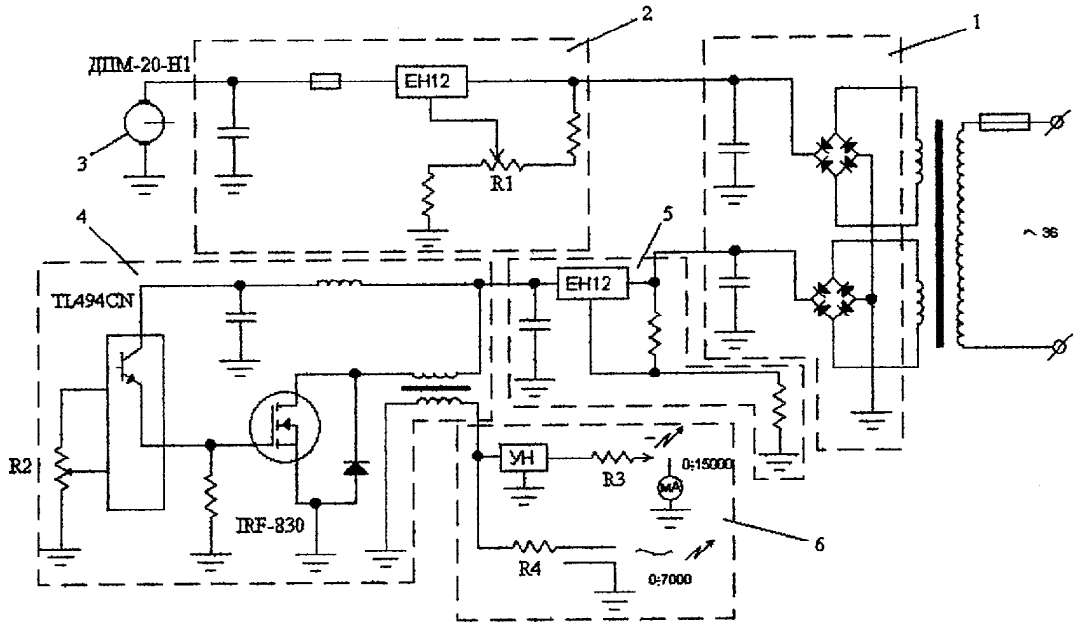 2
1
ДПМ-20-Н1
ЕН12
3
R1
4
5
~ 36
TL494CN
ЕН12
R2
УН
R3
0÷15000
МА
IRF-830
6
R4
0÷7000